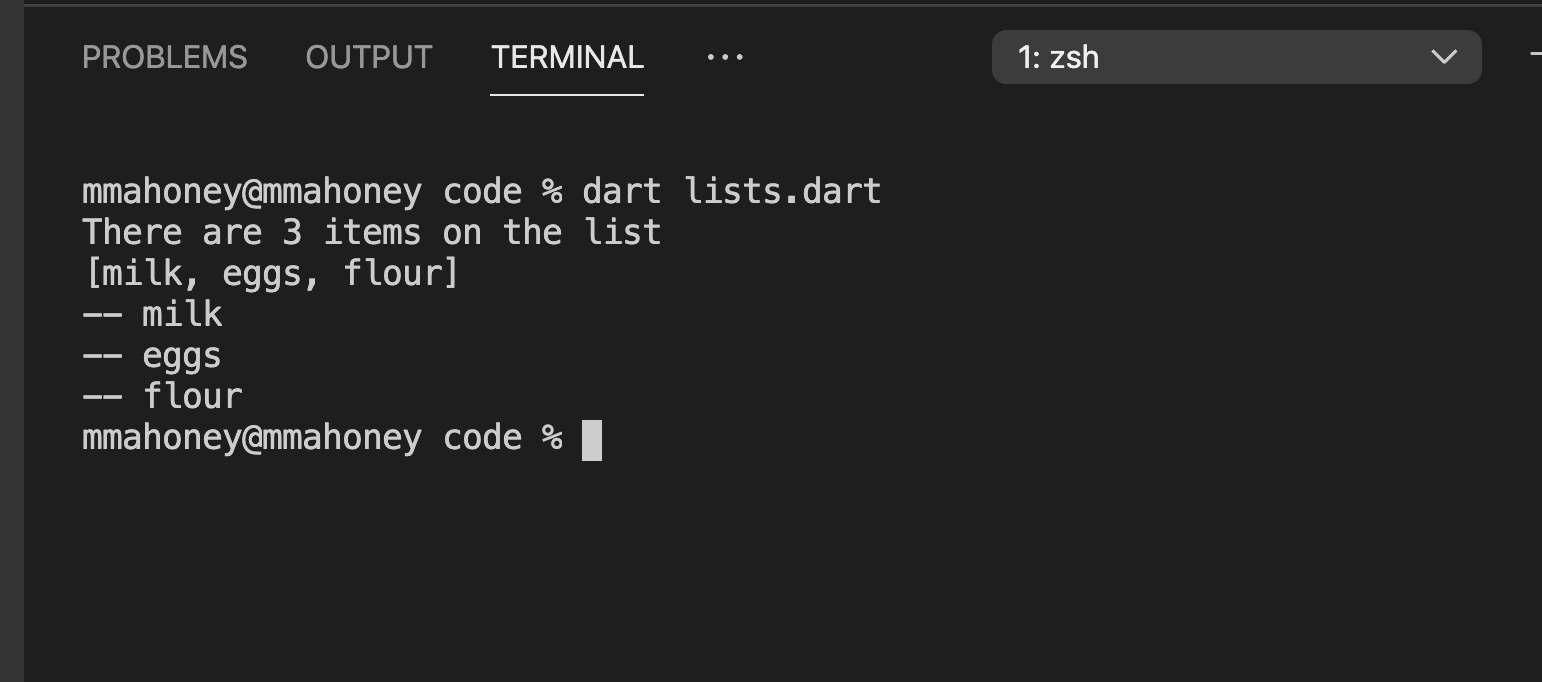 PROBLEMS OUTPUT TERMINAL ... 1: zsh
mmahoney@mmahoney code % dart lists.dart
There are 3 items on the list
[milk, eggs, flour]
-- milk
-- eggs
-- flour
mmahoney@mmahoney code %